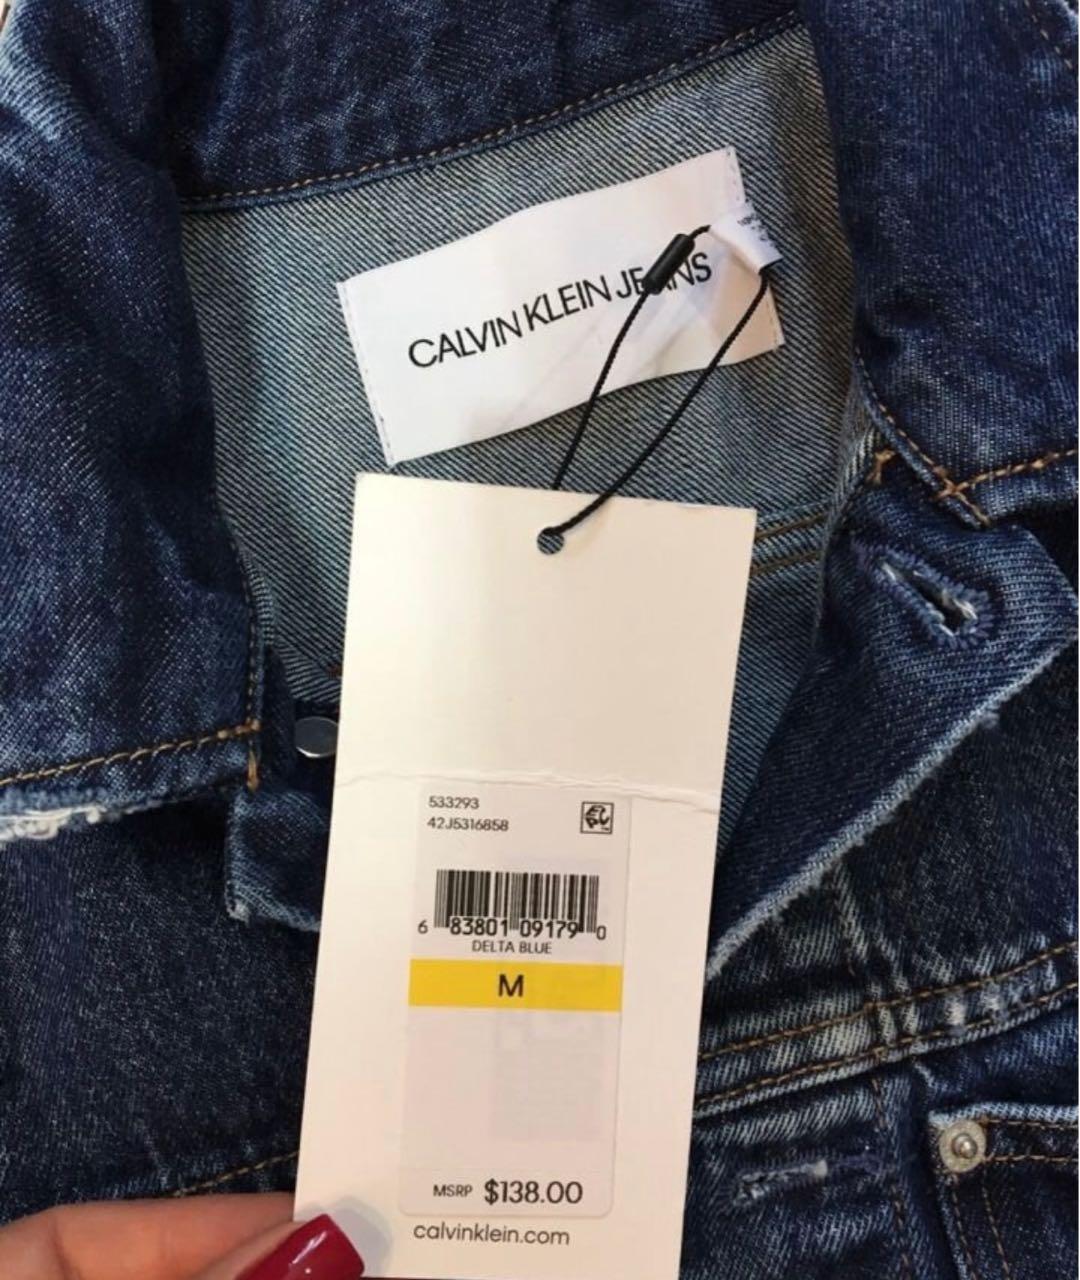 CALVIN KLEIN JEANS
533293
42J5316858
6 83801 09179 0
DELTA BLUE
M
MSRP $138.00
calvinklein.com